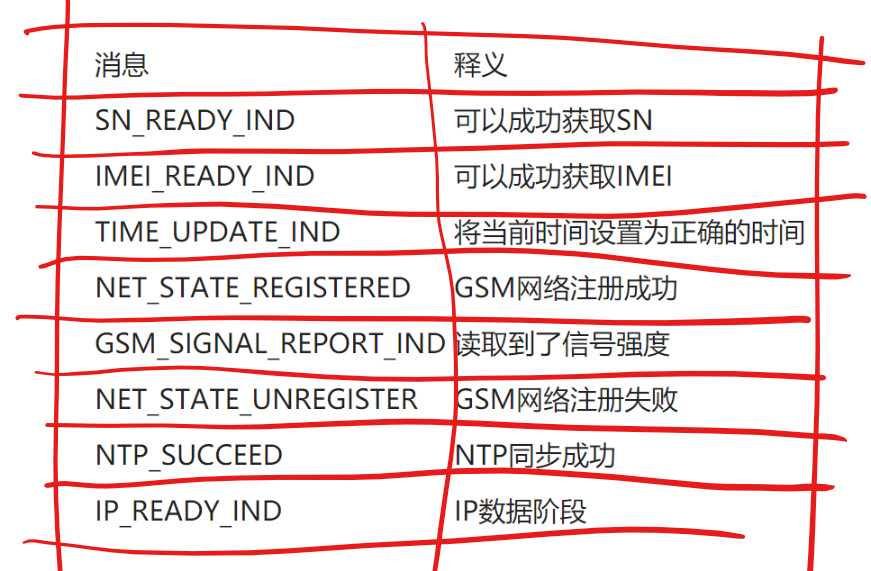 消息 释义
SN_READY_IND 可以成功获取SN
IMEI_READY_IND 可以成功获取IMEI
TIME_UPDATE_IND 将当前时间设置为正确的时间
NET_STATE_REGISTERED GSM网络注册成功
GSM_SIGNAL_REPORT_IND 读取到了信号强度
NET_STATE_UNREGISTER GSM网络注册失败
NTP_SUCCEED NTP同步成功
IP_READY_IND IP数据阶段